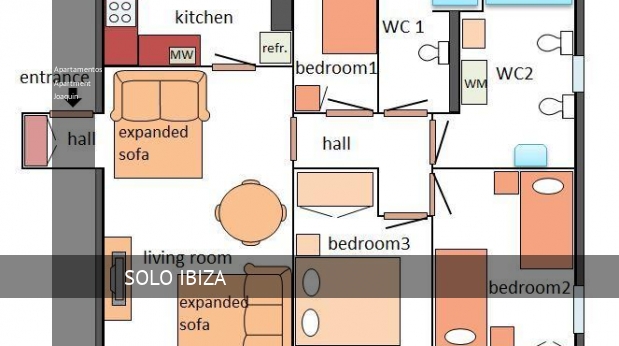 kitchen
WC 1
MW
refr.
bedroom1
WM
WC2
entrance
Apartamentos
Apartment
Joaquin
hall
expanded
sofa
hall
living room
bedroom3
SOLO IBIZA
bedroom2
expanded
sofa